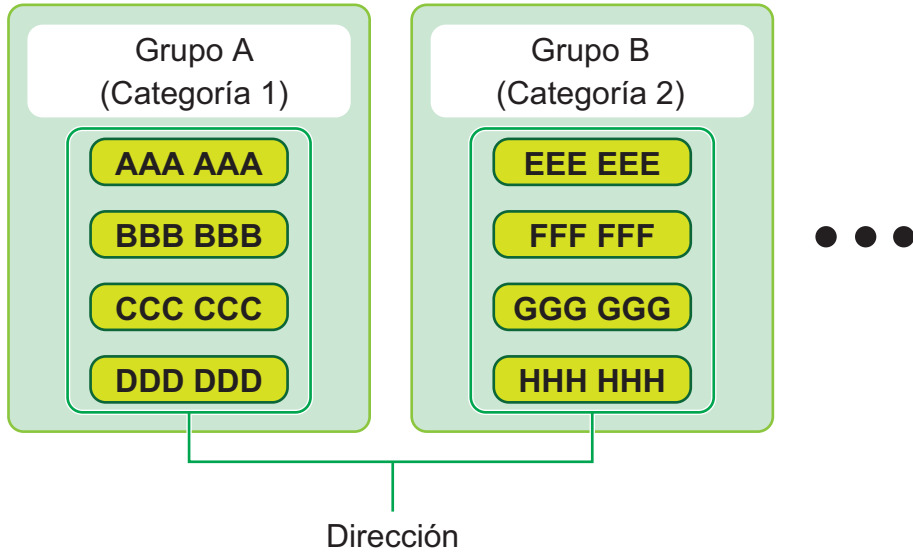 Grupo A
(Categoría 1)
AAA AAA
BBB BBB
CCC CCC
DDD DDD
Grupo B
(Categoría 2)
EEE EEE
FFF FFF
GGG GGG
HHH HHH
Dirección